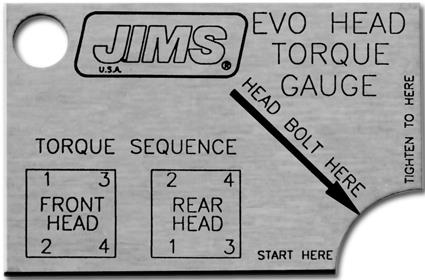 JIMS®
U.S.A.
EVO HEAD
TORQUE
GAUGE
HEAD BOLT HERE
TIGHTEN TO HERE
TORQUE SEQUENCE
1 3
FRONT
HEAD
2 4
2 4
REAR
HEAD
1 3
START HERE